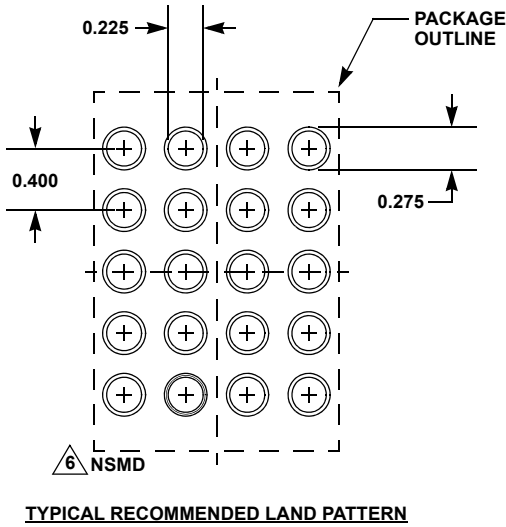 0.225
PACKAGE
OUTLINE
0.400
0.275
6 NSMD
TYPICAL RECOMMENDED LAND PATTERN